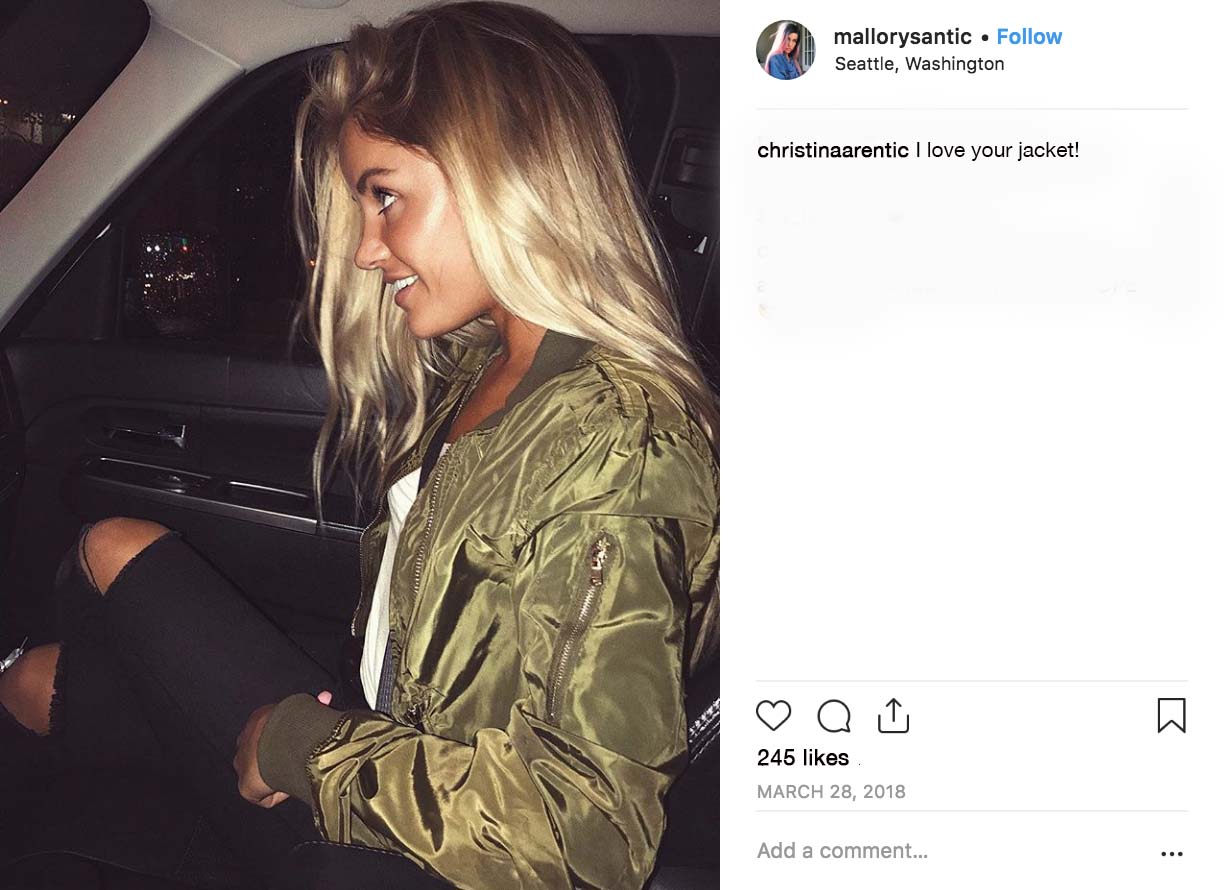 mallorysantic • Follow
Seattle, Washington
christinaarentic I love your jacket!
245 likes
MARCH 28, 2018
Add a comment...